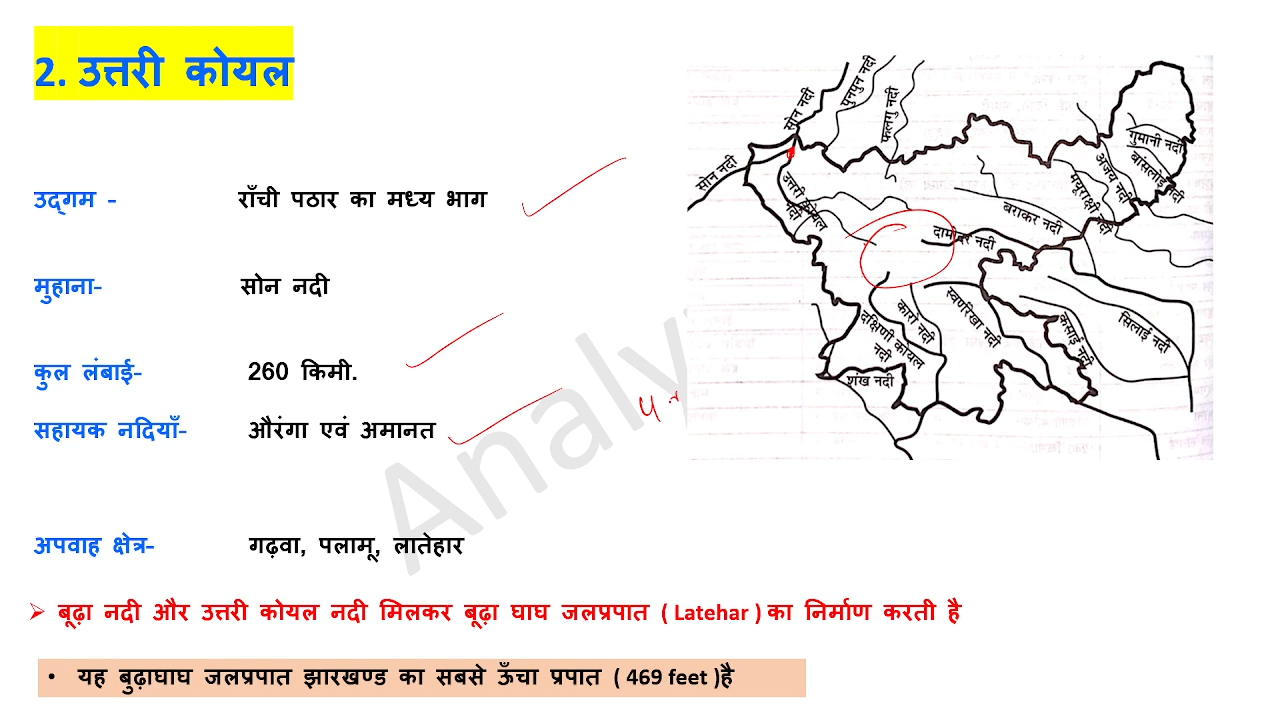 2. उत्तरी कोयल
उद्गम - राँची पठार का मध्य भाग
मुहाना- सोन नदी
कुल लंबाई- 260 किमी.
सहायक नदियाँ- औरंगा एवं अमानत
अपवाह क्षेत्र- गढ़वा, पलामू, लातेहार
➢ बूढ़ा नदी और उत्तरी कोयल नदी मिलकर बूढ़ा घाघ जलप्रपात ( Latehar ) का निर्माण करती है
• यह बुढ़ाघाघ जलप्रपात झारखण्ड का सबसे ऊँचा प्रपात ( 469 feet )है
सोन नदी
पुनपुन नदी
फल्गु नदी
सोन नदी
उत्तरी कोयल नदी
गुमानी नदी
बांसलोई नदी
अजय नदी
मयूराक्षी नदी
बराकर नदी
दामोदर नदी
कारो नदी
स्वर्णरेखा नदी
दक्षिणी कोयल नदी
शंख नदी
कसाई नदी
सिलाई नदी
Analy